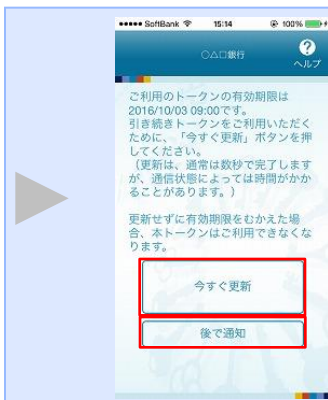 SoftBank 15:14 100%
○△□銀行
?
ヘルプ
ご利用のトークンの有効期限は
2016/10/03 09:00です。
引き続きトークンをご利用いただく
ために、「今すぐ更新」ボタンを押
してください。
（更新は、通常は数秒で完了します
が、通信状態によっては時間がかか
ることがあります。）
更新せずに有効期限をむかえた場
合、本トークンはご利用できなくな
ります。
今すぐ更新
後で通知